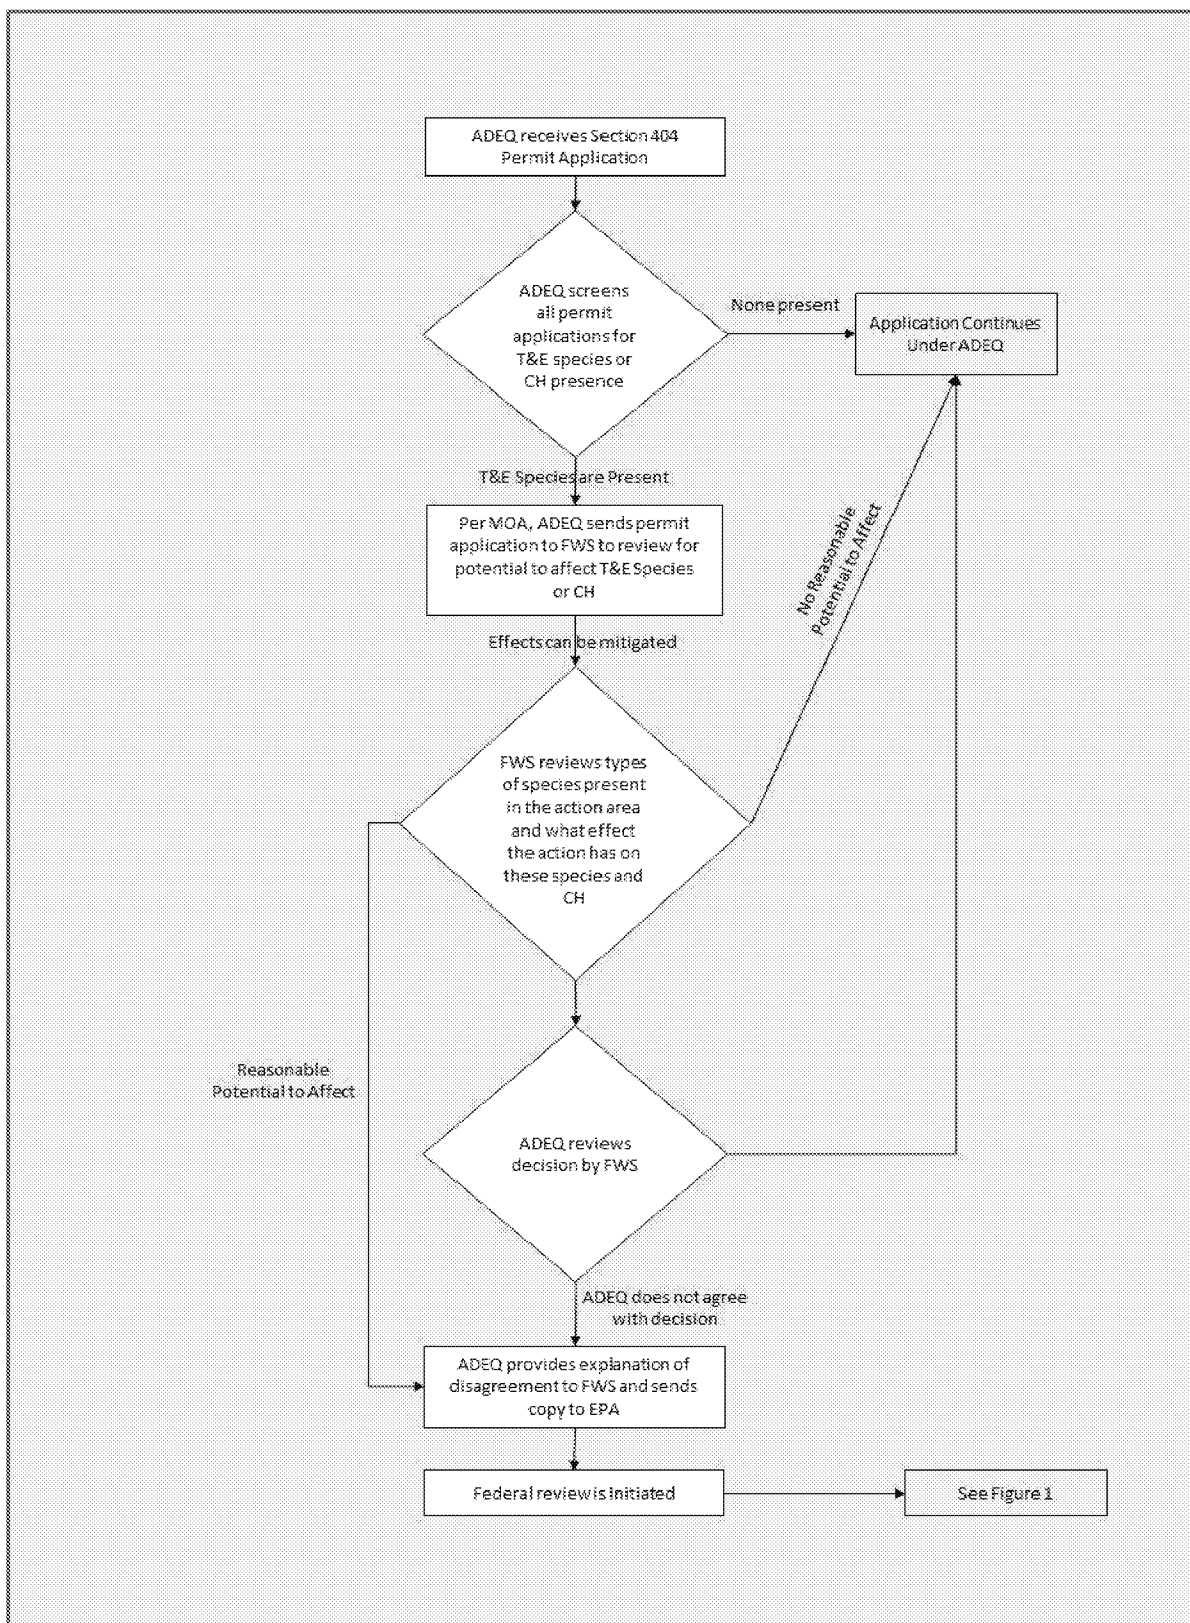 ADEQ receives Section 404
Permit Application
ADEQ screens
all permit
applications for
T&E species or
CH presence
None present
Application Continues
Under ADEQ
T&E Species are Present
Per MOA, ADEQ sends permit
application to FWS to review for
potential to affect T&E Species
or CH
No Reasonable
Potential to Affect
Effects can be mitigated
FWS reviews types
of species present
in the action area
and what effect
the action has on
these species and
CH
Reasonable
Potential to Affect
ADEQ reviews
decision by FWS
ADEQ does not agree
with decision
ADEQ provides explanation of
disagreement to FWS and sends
copy to EPA
Federal review is initiated
See Figure 1